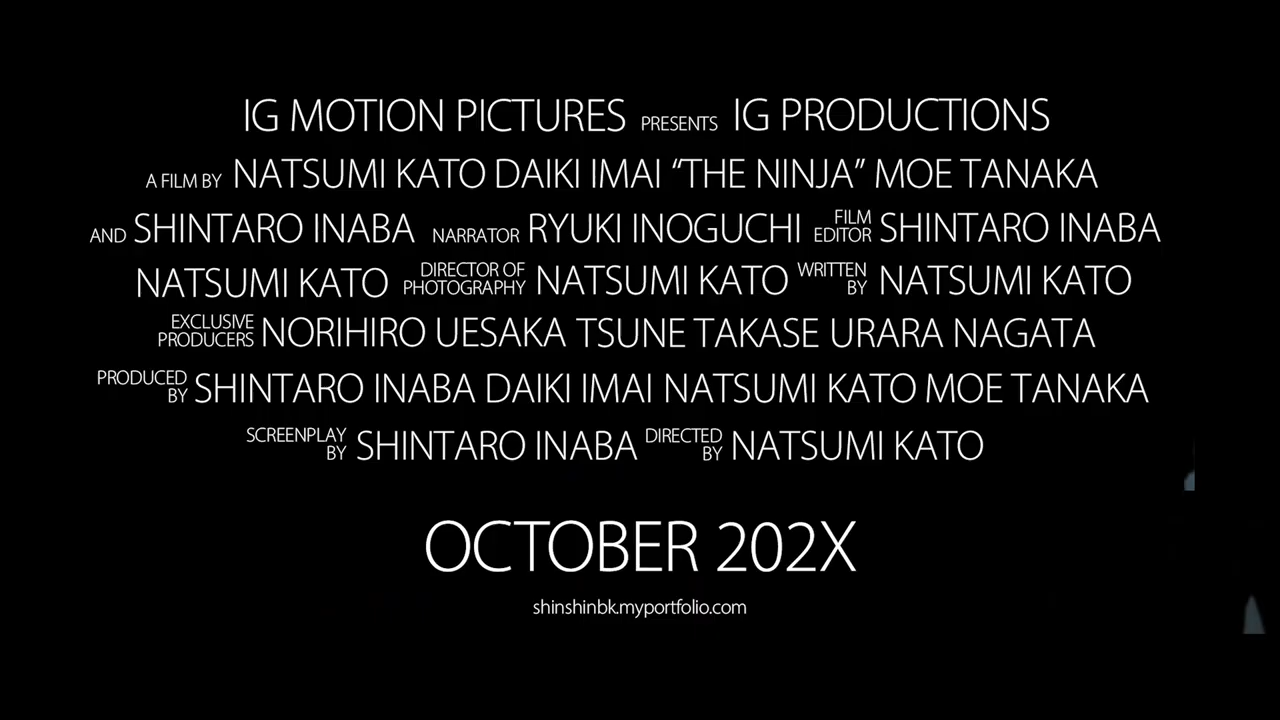 IG MOTION PICTURES PRESENTS IG PRODUCTIONS
A FILM BY NATSUMI KATO DAIKI IMAI “THE NINJA” MOE TANAKA
AND SHINTARO INABA NARRATOR RYUKI INOGUCHI FILM EDITOR SHINTARO INABA
NATSUMI KATO DIRECTOR OF PHOTOGRAPHY NATSUMI KATO WRITTEN BY NATSUMI KATO
EXCLUSIVE PRODUCERS NORIHIRO UESAKA TSUNE TAKASE URARA NAGATA
PRODUCED BY SHINTARO INABA DAIKI IMAI NATSUMI KATO MOE TANAKA
SCREENPLAY BY SHINTARO INABA DIRECTED BY NATSUMI KATO
OCTOBER 202X
shinshinbk.myportfolio.com